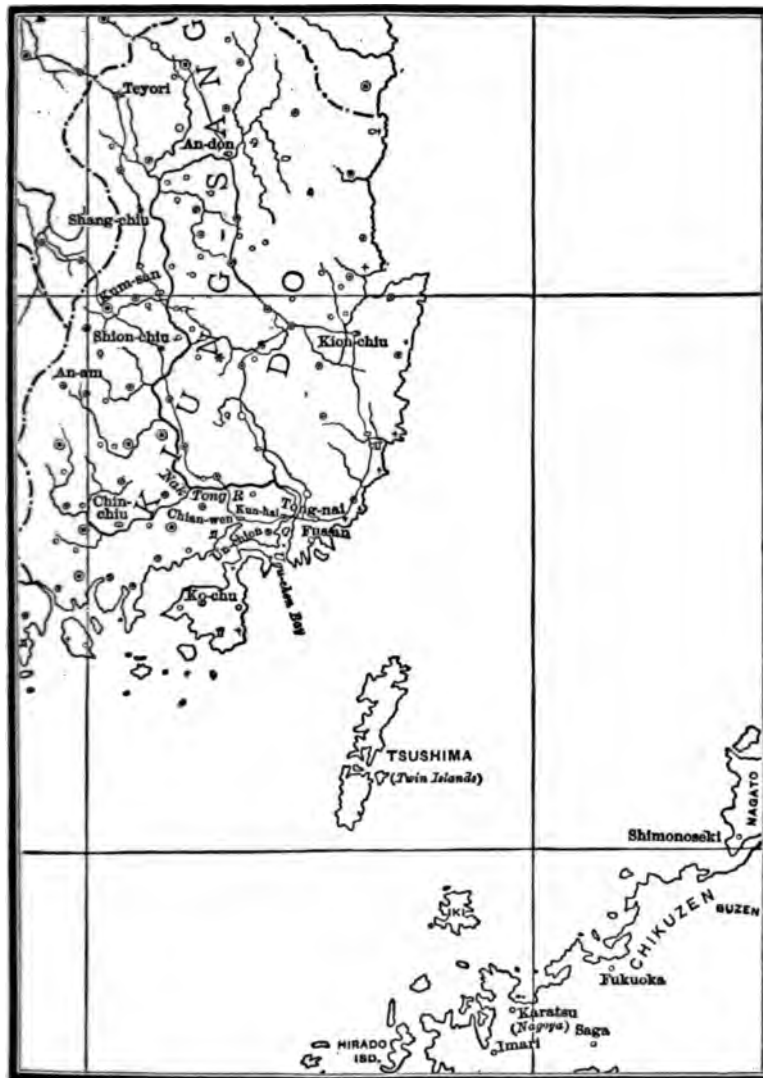 Teyori
An-don
Shang-chiu
Kum-san
Shion-chiu
Kion-chiu
An-am
K I U N G - S A N G
D O
Nak Tong R
Chin-
chiu
Tong-nai
Chian-wen
Kun-hai
Fusan
Ko-chu
Bay
TSUSHIMA
(Twin Islands)
NAGATO
Shimonoseki
IKI
CHIKUZEN
BUZEN
Fukuoka
Karatsu
(Nagoya)
Saga
HIRADO
ISD.
Imari